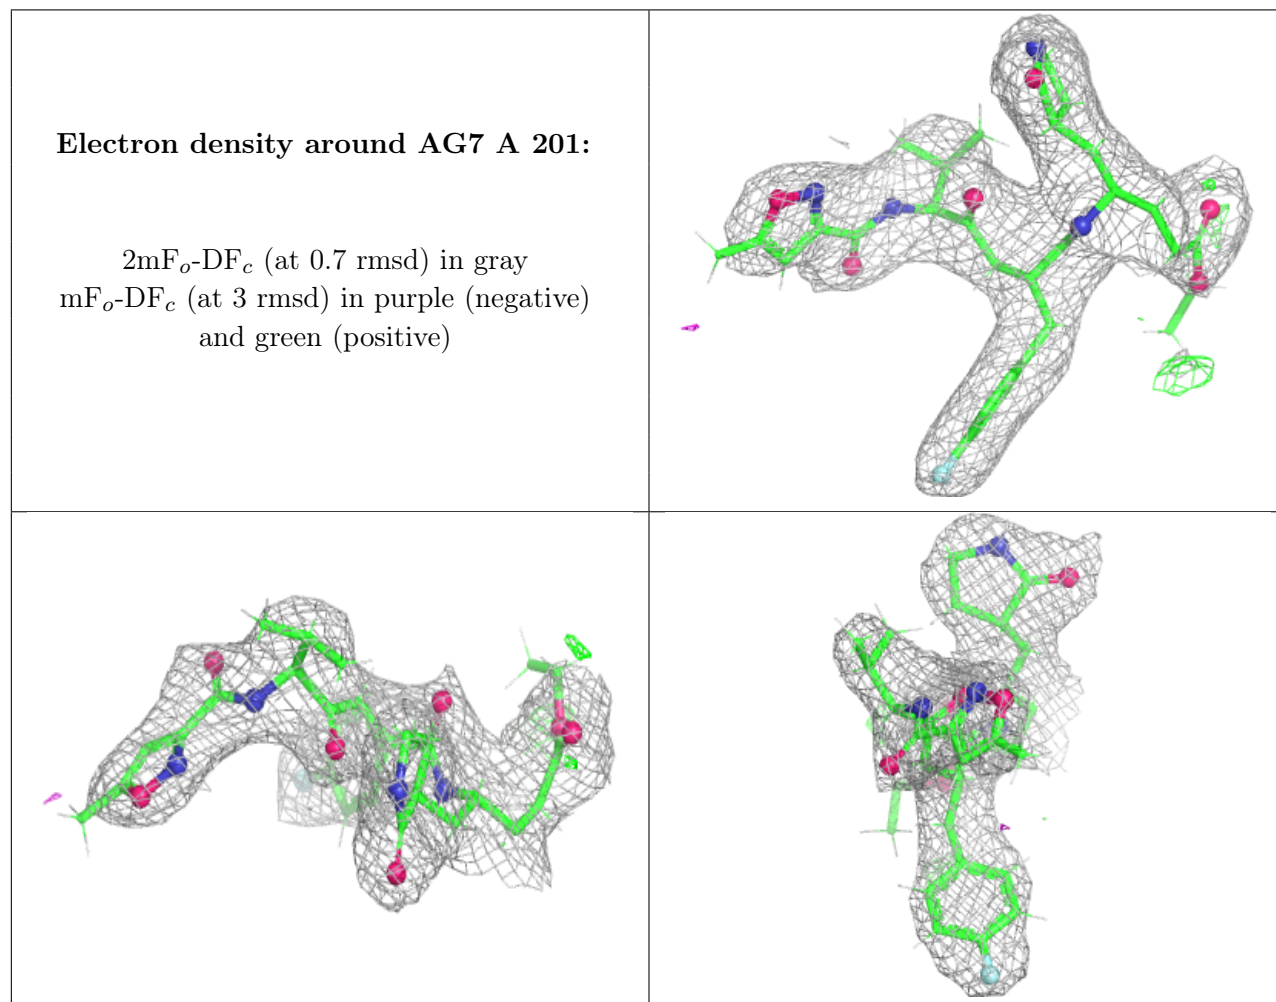 Electron density around AG7 A 201:
2mFo-DFc (at 0.7 rmsd) in gray
mFo-DFc (at 3 rmsd) in purple (negative)
and green (positive)